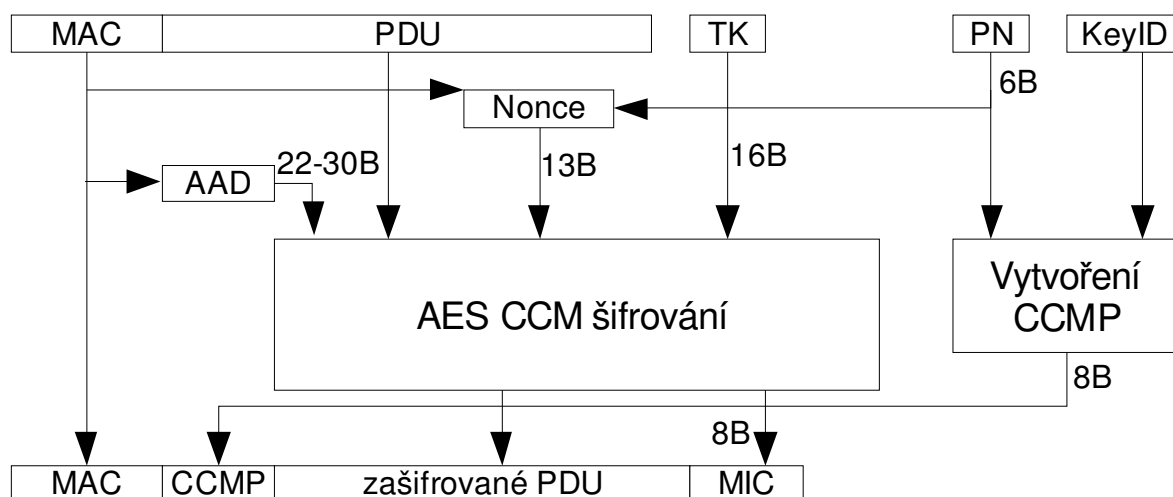 MAC PDU TK PN KeyID
6B
Nonce
22-30B 13B 16B
AAD
AES CCM šifrování
Vytvoření
CCMP
8B
8B
MAC CCMP zašifrované PDU MIC